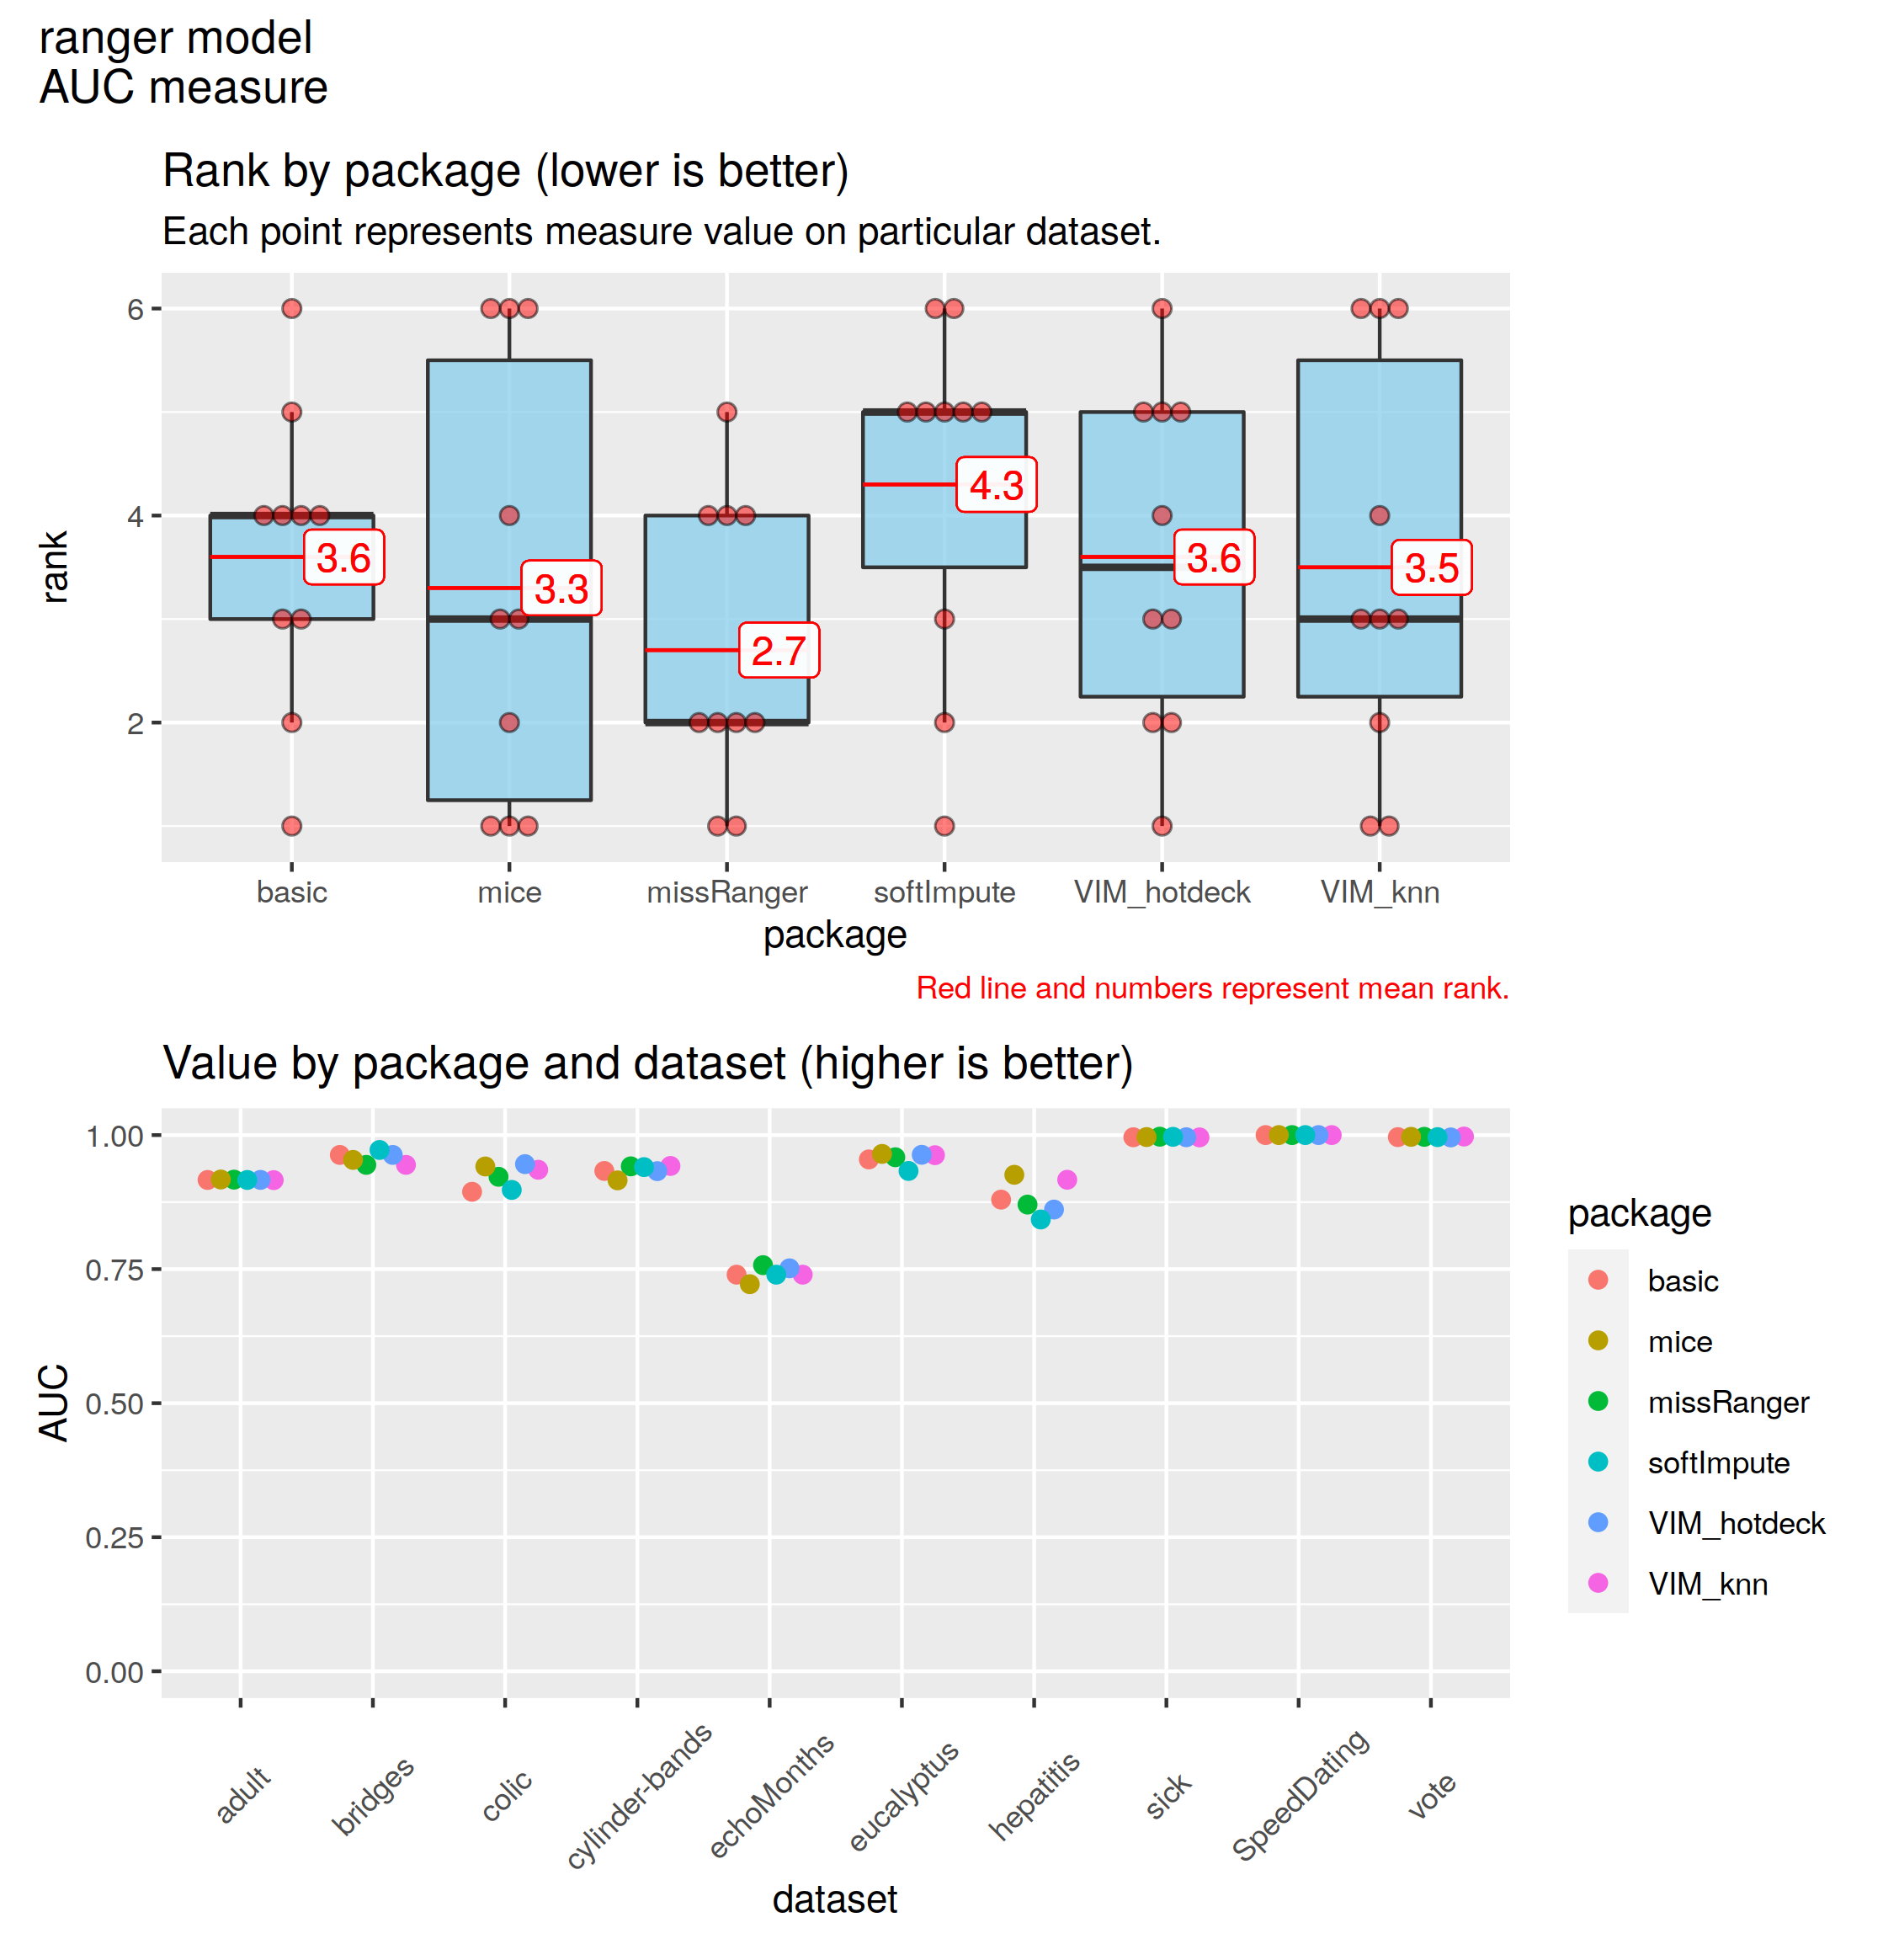 ranger model
AUC measure
Rank by package (lower is better)
Each point represents measure value on particular dataset.
rank
6
4
2
3.6
3.3
2.7
4.3
3.6
3.5
basic
mice
missRanger
softImpute
VIM_hotdeck
VIM_knn
package
Red line and numbers represent mean rank.
Value by package and dataset (higher is better)
AUC
1.00
0.75
0.50
0.25
0.00
adult
bridges
colic
cylinder-bands
echoMonths
eucalyptus
hepatitis
sick
SpeedDating
vote
dataset
package
basic
mice
missRanger
softImpute
VIM_hotdeck
VIM_knn